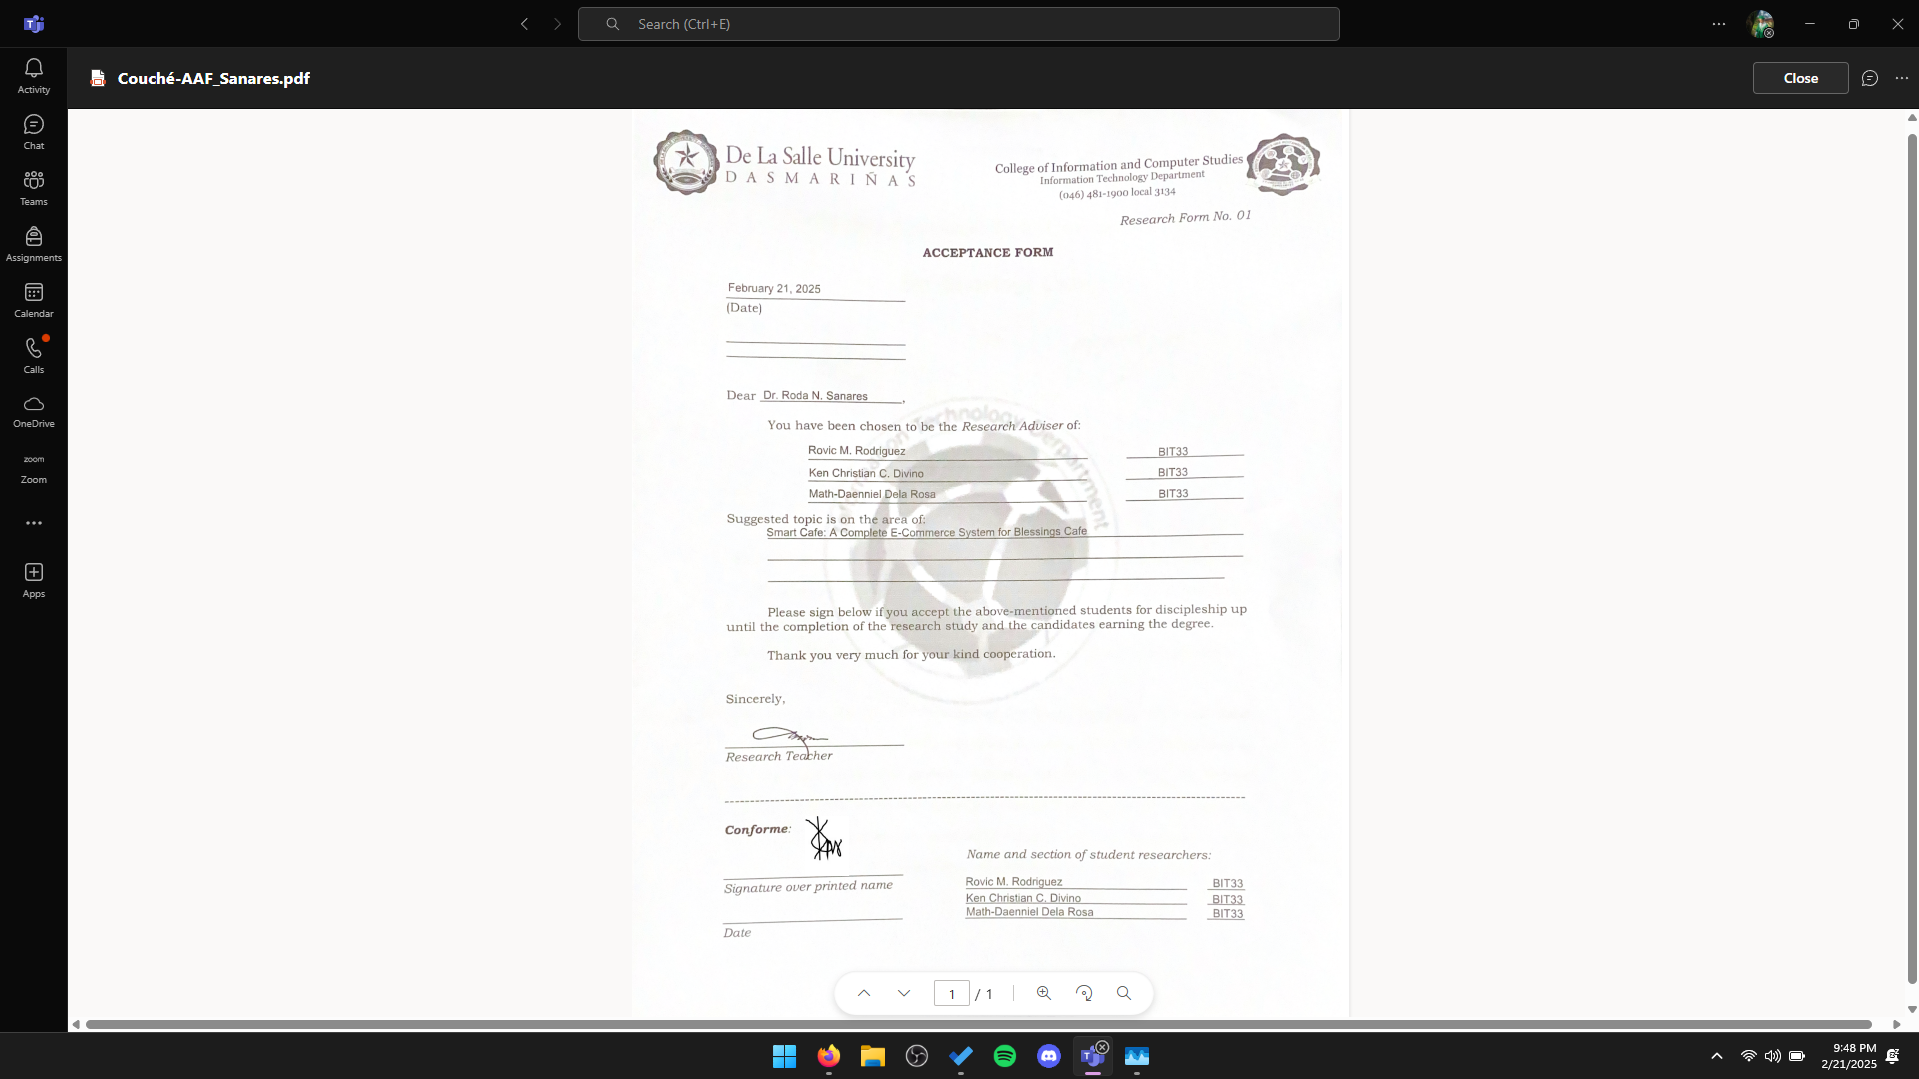 Search (Ctrl+E)
Couché-AAF_Sanares.pdf
Close
Activity
Chat
Teams
Assignments
Calendar
Calls
OneDrive
zoom
Zoom
Apps
De La Salle University
DASMARIÑAS
College of Information and Computer Studies
Information Technology Department
(046) 481-1900 local 3134
Research Form No. 01
ACCEPTANCE FORM
February 21, 2025
(Date)
Dear Dr. Roda N. Sanares,
You have been chosen to be the Research Adviser of:
Rovic M. Rodriguez BIT33
Ken Christian C. Divino BIT33
Math-Daenniel Dela Rosa BIT33
Suggested topic is on the area of:
Smart Cafe: A Complete E-Commerce System for Blessings Cafe
Please sign below if you accept the above-mentioned students for discipleship up
until the completion of the research study and the candidates earning the degree.
Thank you very much for your kind cooperation.
Sincerely,
Research Teacher
Conforme:
Signature over printed name
Date
Name and section of student researchers:
Rovic M. Rodriguez BIT33
Ken Christian C. Divino BIT33
Math-Daenniel Dela Rosa BIT33
1 / 1
9:48 PM
2/21/2025